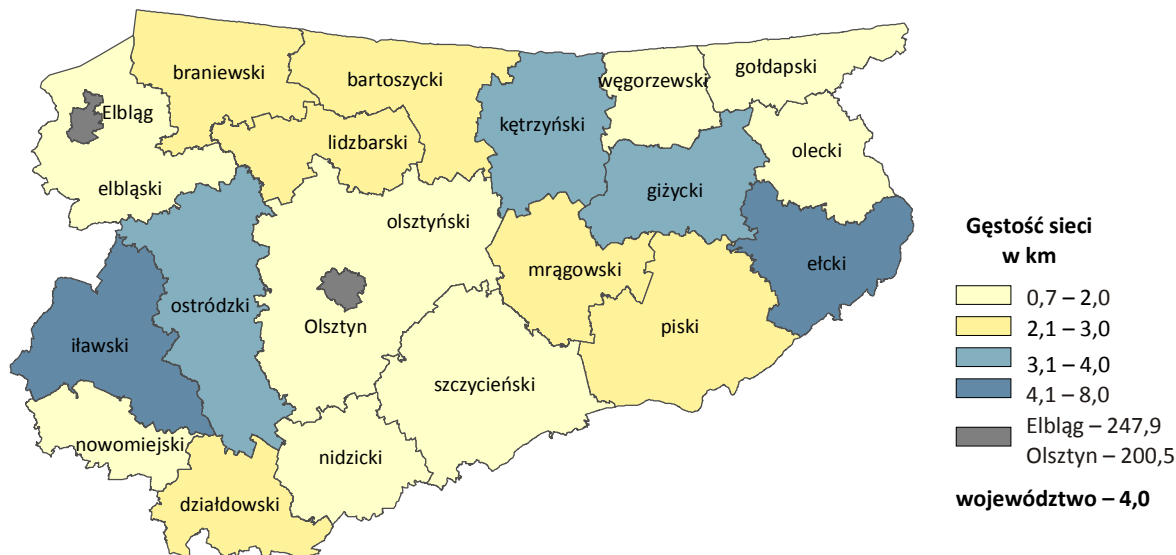 braniewski
bartoszycki
węgorzewski
gołdapski
Elbląg
kętrzyński
lidzbarski
olecki
elbląski
giżycki
olsztyński
ełcki
mrągowski
ostródzki
Olsztyn
piski
iławski
szczycieński
nowomiejski
nidzicki
działdowski
Gęstość sieci
w km
0,7 – 2,0
2,1 – 3,0
3,1 – 4,0
4,1 – 8,0
Elbląg – 247,9
Olsztyn – 200,5
województwo – 4,0